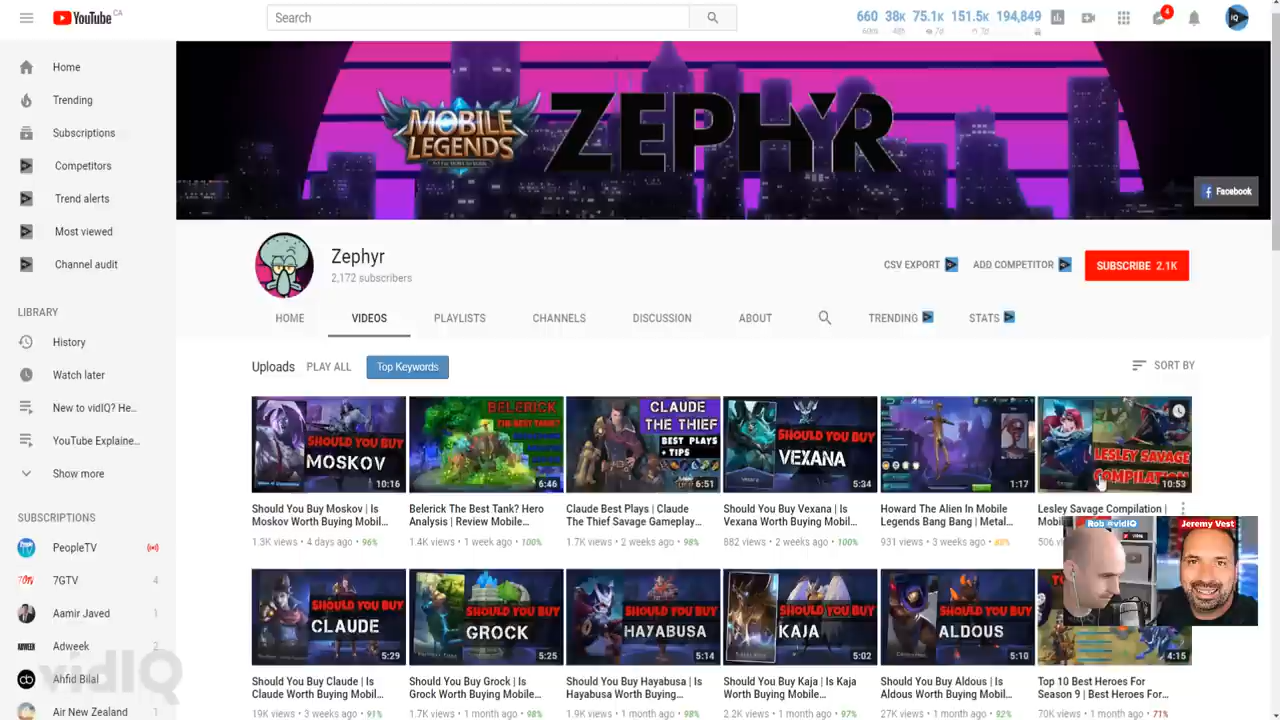 YouTube CA
Search
660 38K 75.1K 151.5K 194,849
60m 48h 7d 7d
4
IQ
Home
Trending
Subscriptions
Competitors
Trend alerts
Most viewed
Channel audit
LIBRARY
History
Watch later
New to vidIQ? He...
YouTube Explaine...
Show more
SUBSCRIPTIONS
PeopleTV
7GTV 4
Aamir Javed 1
Adweek 2
Ahfid Bilal
Air New Zealand 1
vidIQ
MOBILE LEGENDS
ZEPHYR
Facebook
Zephyr
2,172 subscribers
CSV EXPORT
ADD COMPETITOR
SUBSCRIBE 2.1K
HOME VIDEOS PLAYLISTS CHANNELS DISCUSSION ABOUT TRENDING STATS
Uploads PLAY ALL Top Keywords SORT BY
SHOULD YOU BUY
MOSKOV
10:16
Should You Buy Moskov | Is
Moskov Worth Buying Mobil...
1.3K views • 4 days ago • 96%
BELERICK
THE BEST TANK?
6:46
Belerick The Best Tank? Hero
Analysis | Review Mobile...
1.4K views • 1 week ago • 100%
CLAUDE
THE THIEF
BEST PLAYS
+ TIPS
6:51
Claude Best Plays | Claude
The Thief Savage Gameplay...
1.7K views • 2 weeks ago • 98%
SHOULD YOU BUY
VEXANA
5:34
Should You Buy Vexana | Is
Vexana Worth Buying Mobil...
882 views • 2 weeks ago • 100%
1:17
Howard The Alien In Mobile
Legends Bang Bang | Metal...
931 views • 3 weeks ago •
LESLEY SAVAGE
COMPILATION
10:53
Lesley Savage Compilation |
Mobil
506
Rob @vidIQ
Jeremy Vest
SHOULD YOU BUY
CLAUDE
5:29
Should You Buy Claude | Is
Claude Worth Buying Mobil...
19K views • 3 weeks ago • 91%
SHOULD YOU BUY
GROCK
5:25
Should You Buy Grock | Is
Grock Worth Buying Mobile...
1.7K views • 1 month ago • 98%
SHOULD YOU BUY
HAYABUSA
5:14
Should You Buy Hayabusa | Is
Hayabusa Worth Buying...
1.9K views • 1 month ago • 98%
SHOULD YOU BUY
KAJA
5:02
Should You Buy Kaja | Is Kaja
Worth Buying Mobile...
2.2K views • 1 month ago • 97%
SHOULD YOU BUY
ALDOUS
5:10
Should You Buy Aldous | Is
Aldous Worth Buying Mobil...
27K views • 1 month ago • 92%
4:15
Top 10 Best Heroes For
Season 9 | Best Heroes For...
70K views • 1 month ago • 71%